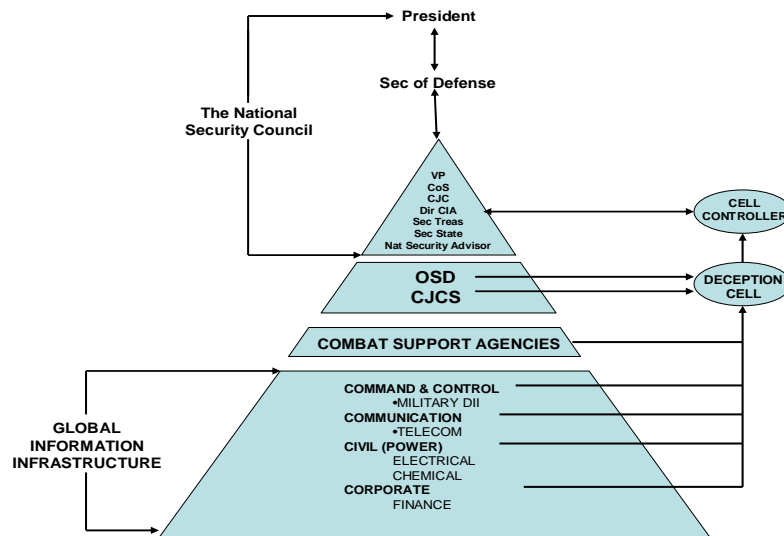 President
Sec of Defense
The National
Security Council
VP
CoS
CJC
Dir CIA
Sec Treas
Sec State
Nat Security Advisor
CELL
CONTROLLER
OSD
CJCS
DECEPTION
CELL
COMBAT SUPPORT AGENCIES
GLOBAL
INFORMATION
INFRASTRUCTURE
COMMAND & CONTROL
•MILITARY DII
COMMUNICATION
•TELECOM
CIVIL (POWER)
ELECTRICAL
CHEMICAL
CORPORATE
FINANCE